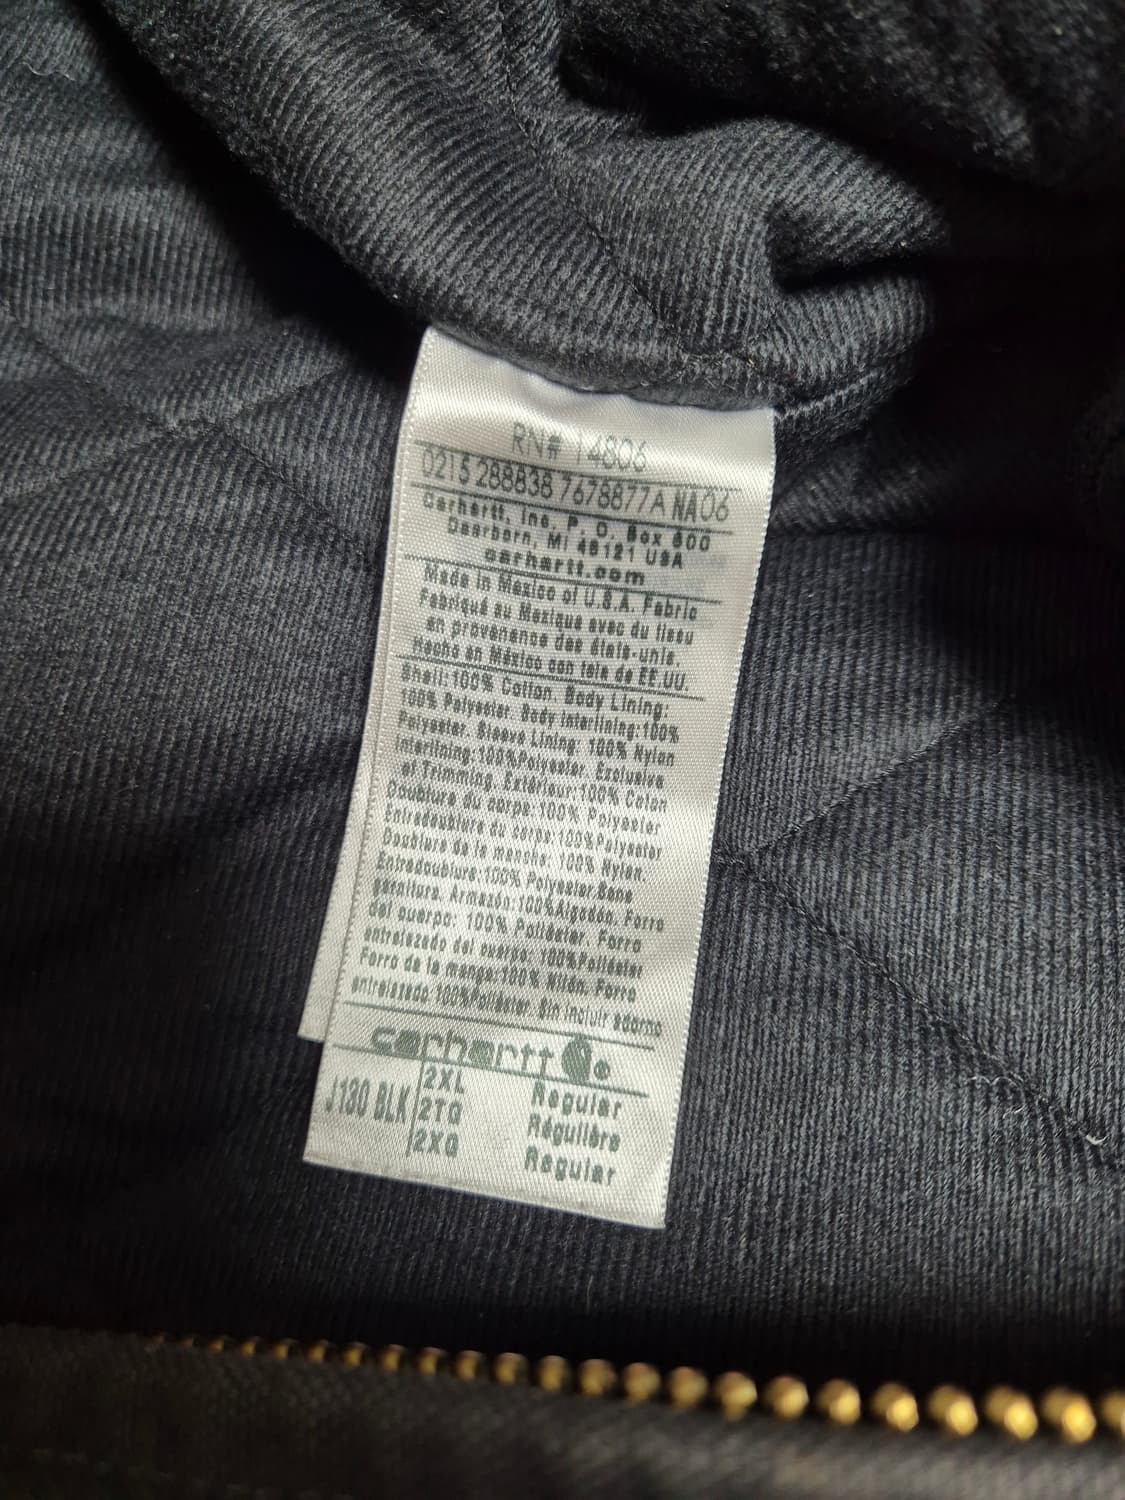 RN# 14806
0215 288838 7678877A NA06
Carhartt, Inc, P. O. Box 600
Dearborn, MI 48121 USA
carhartt.com
Made in Mexico of U.S.A. Fabric
Fabriqué au Mexique avec du tissu
en provenance des états-unis.
Hecho en México con tela de EE.UU.
Shell:100% Cotton. Body Lining:
100% Polyester. Body Interlining:100%
Polyester. Sleeve Lining: 100% Nylon
Interlining:100%Polyester. Exclusive
of Trimming. Extérieur:100% Coton
Doublure du corps:100% Polyester
Entredoublure du corps:100%Polyester
Doublure de la manche: 100% Nylon.
Entredoublure:100% Polyester.Sans
garniture. Armazón:100%Algodón. Forro
del cuerpo: 100% Poliéster. Forro
entrelazado del cuerpo: 100%Poliéster
Forro de la manga:100% Nilón. Forro
entrelazado:100%Poliéster. Sin incluir adorno
carhartt ®
J130 BLK 2XL Regular
2TG Régulière
2XG Regular